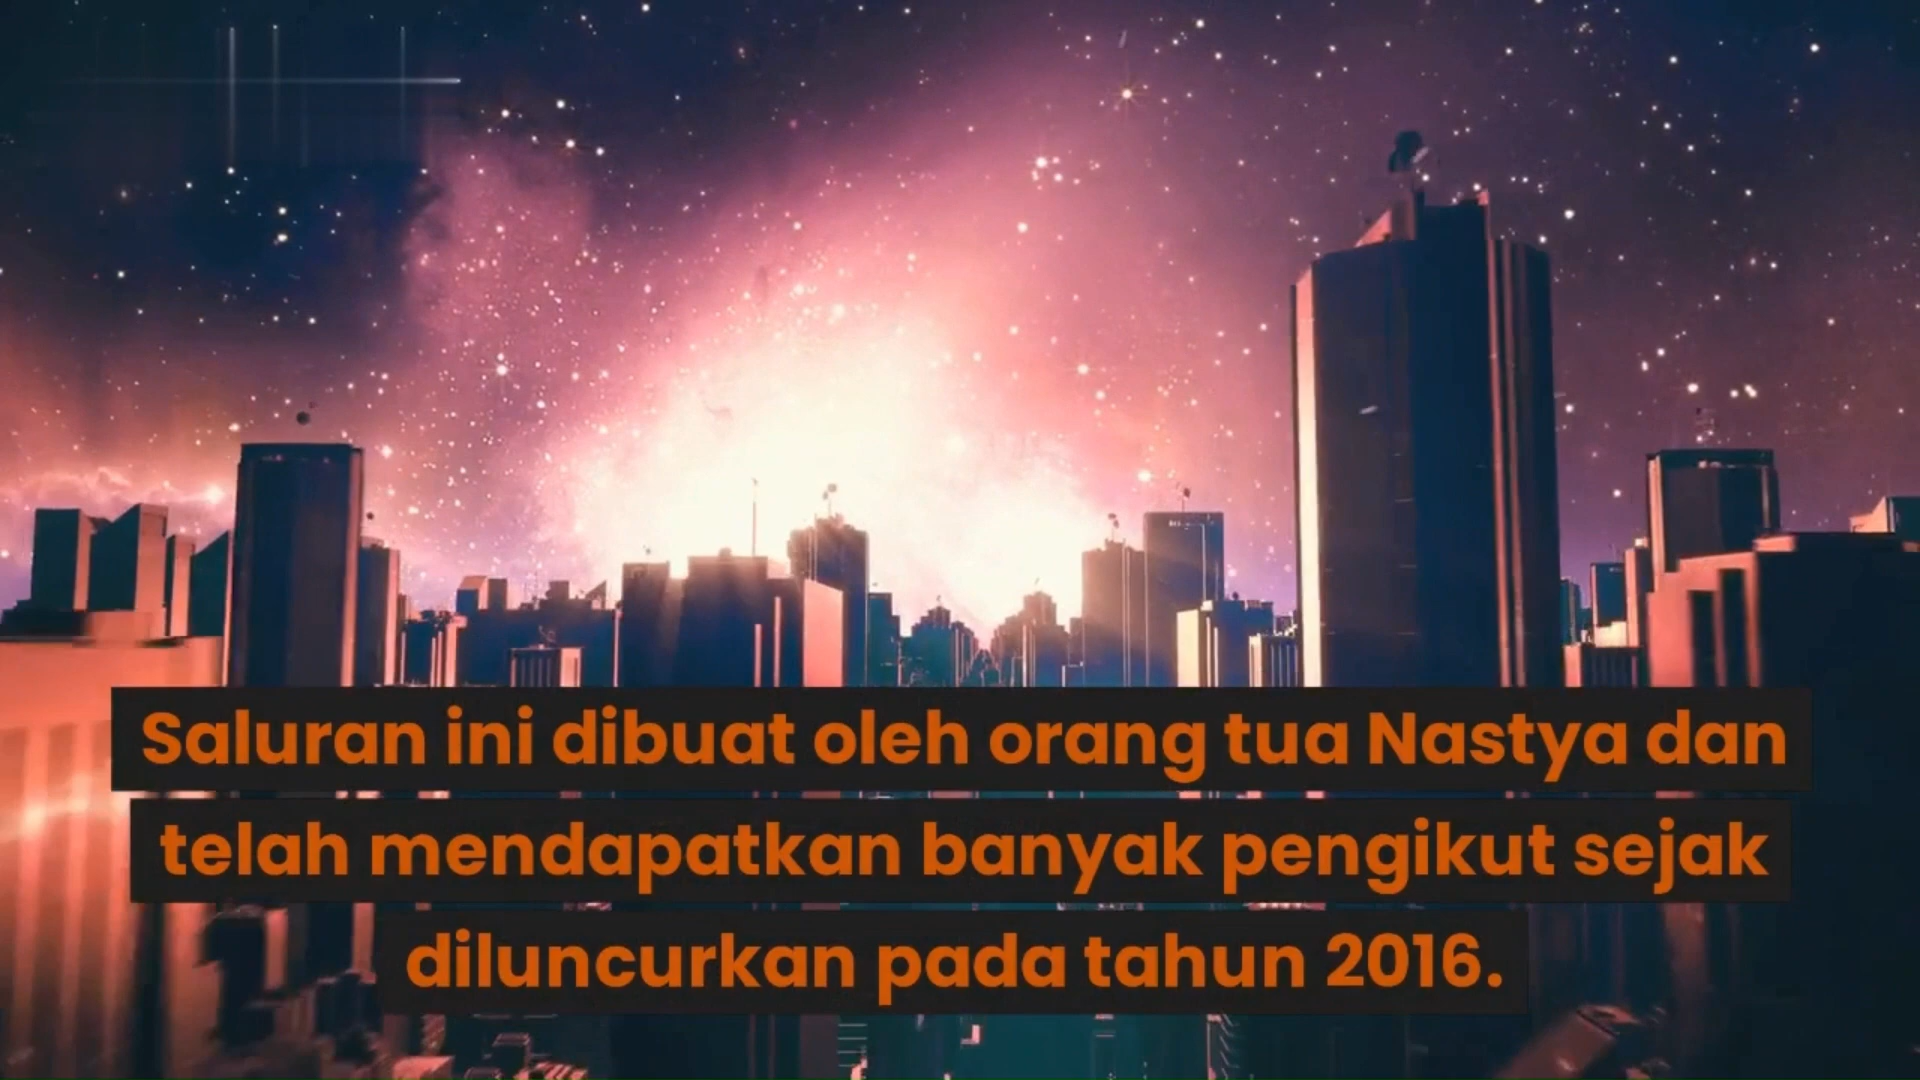 Saluran ini dibuat oleh orang tua Nastya dan
telah mendapatkan banyak pengikut sejak
diluncurkan pada tahun 2016.